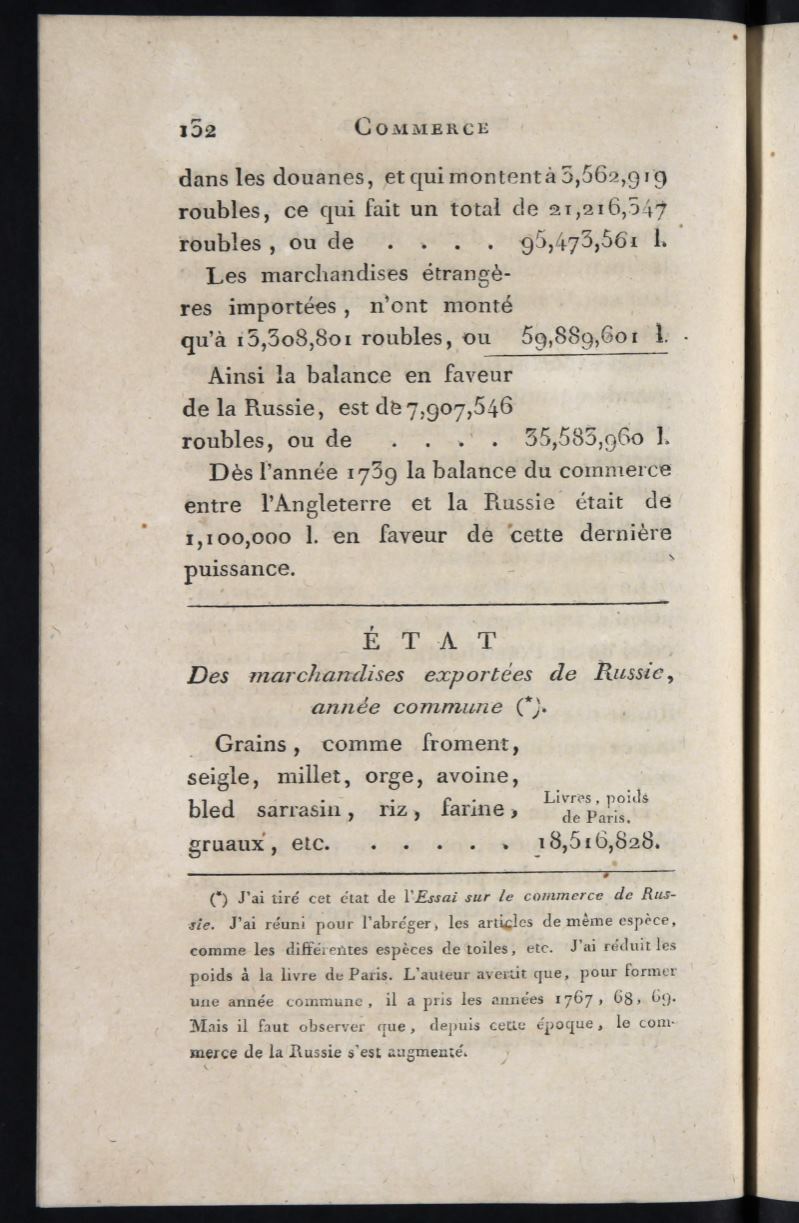 132 COMMERCE
dans les douanes, et qui montent à 3,562,919
roubles, ce qui fait un total de 21,216,347
roubles, ou de . . . . 95,473,561 l.
Les marchandises étrangè-
res importées, n'ont monté
qu'à 13,308,801 roubles, ou 59,889,601 l.
Ainsi la balance en faveur
de la Russie, est de 7,907,546
roubles, ou de . . . . 35,583,960 l.
Dès l'année 1739 la balance du commerce
entre l'Angleterre et la Russie était de
1,100,000 l. en faveur de cette dernière
puissance.
ÉTAT
Des marchandises exportées de Russie,
année commune (*).
Grains, comme froment,
seigle, millet, orge, avoine,
bled sarrasin, riz, farine, Livres, poids
de Paris.
gruaux, etc. . . . . . 18,516,828.
(*) J'ai tiré cet état de l'Essai sur le commerce de Rus-
sie. J'ai réuni pour l'abréger, les articles de même espèce,
comme les différentes espèces de toiles, etc. J'ai réduit les
poids à la livre de Paris. L'auteur avertit que, pour former
une année commune, il a pris les années 1767, 68, 69.
Mais il faut observer que, depuis cette époque, le com-
merce de la Russie s'est augmenté.